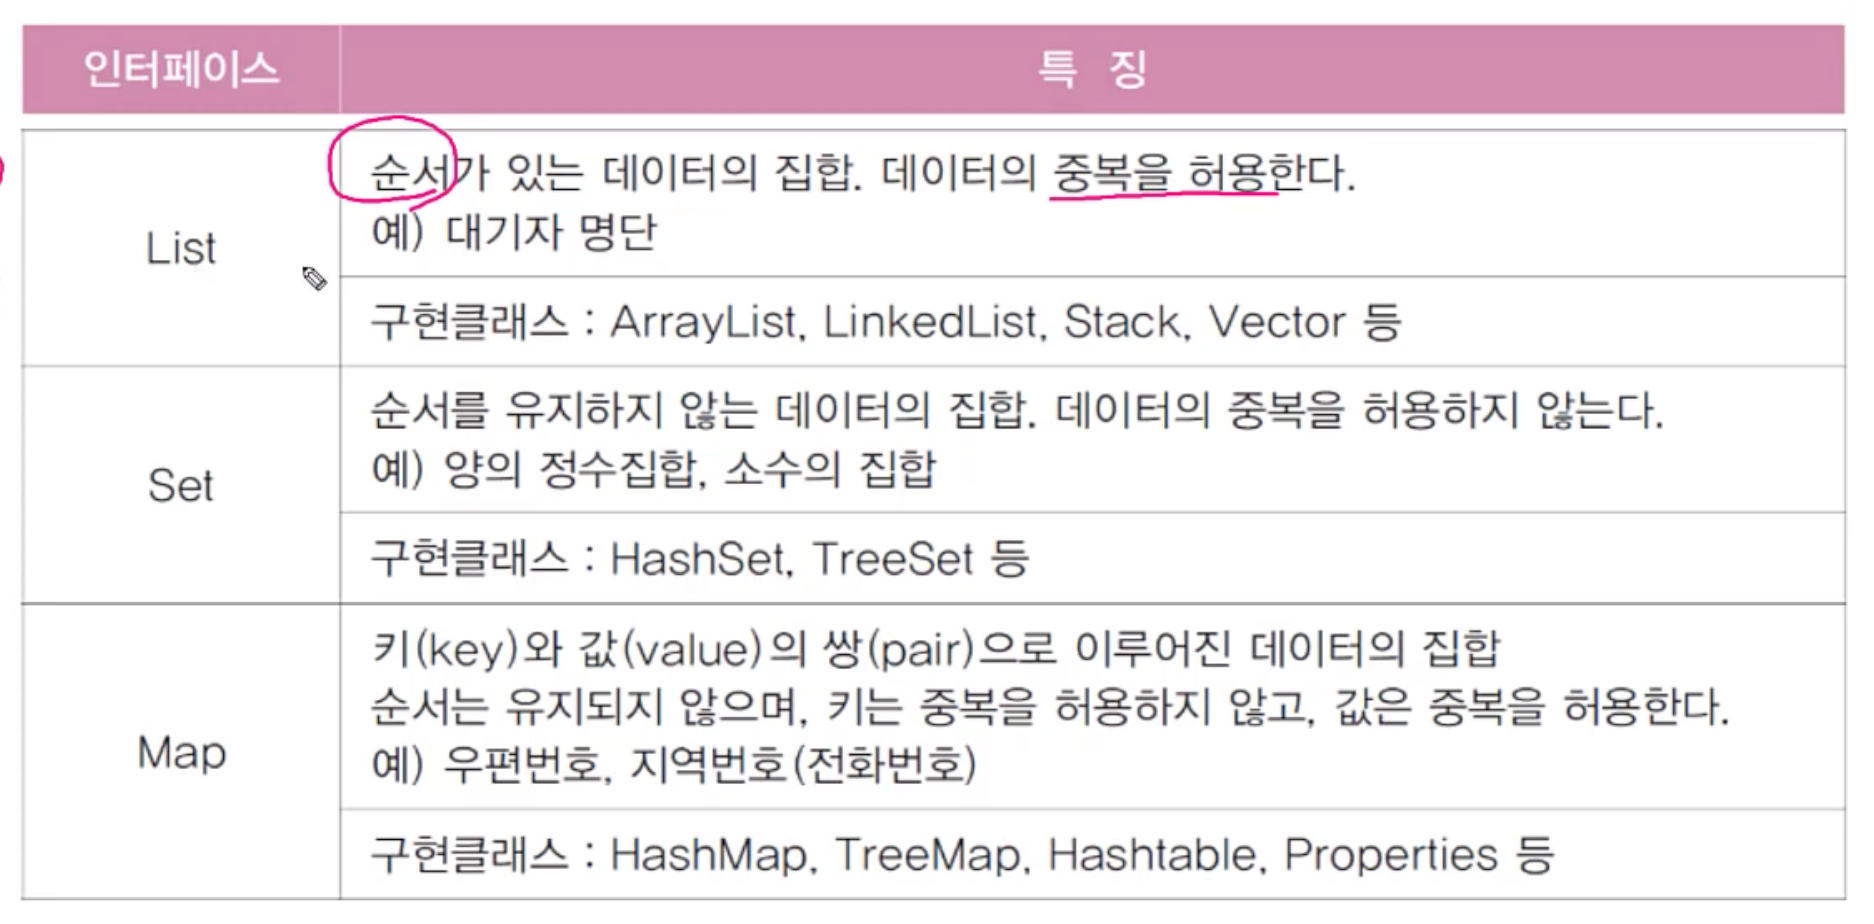 인터페이스
특 징
List
순서가 있는 데이터의 집합. 데이터의 중복을 허용한다.
예) 대기자 명단
구현클래스 : ArrayList, LinkedList, Stack, Vector 등
Set
순서를 유지하지 않는 데이터의 집합. 데이터의 중복을 허용하지 않는다.
예) 양의 정수집합, 소수의 집합
구현클래스 : HashSet, TreeSet 등
Map
키(key)와 값(value)의 쌍(pair)으로 이루어진 데이터의 집합
순서는 유지되지 않으며, 키는 중복을 허용하지 않고, 값은 중복을 허용한다.
예) 우편번호, 지역번호(전화번호)
구현클래스 : HashMap, TreeMap, Hashtable, Properties 등